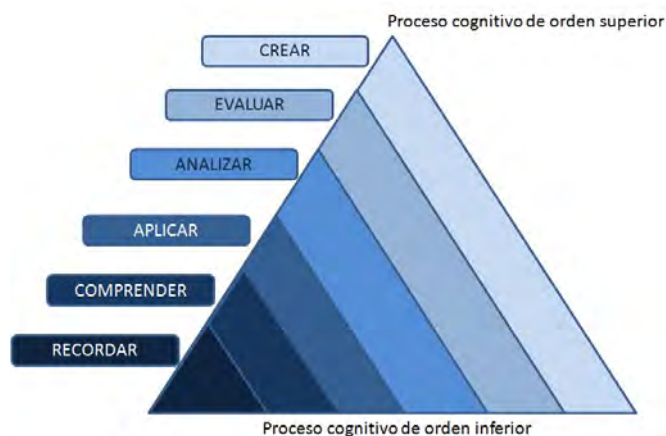 Proceso cognitivo de orden superior
CREAR
EVALUAR
ANALIZAR
APLICAR
COMPRENDER
RECORDAR
Proceso cognitivo de orden inferior